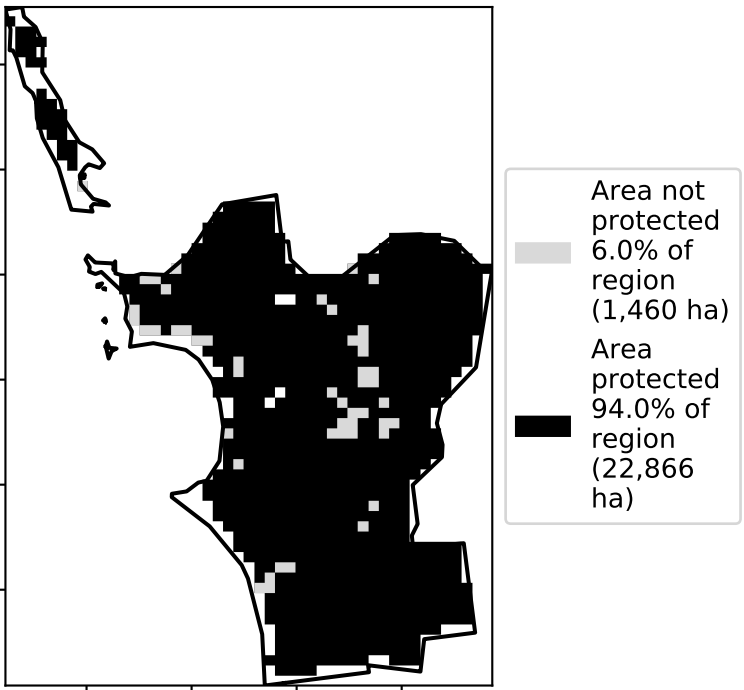 Area not
protected
6.0% of
region
(1,460 ha)
Area
protected
94.0% of
region
(22,866
ha)